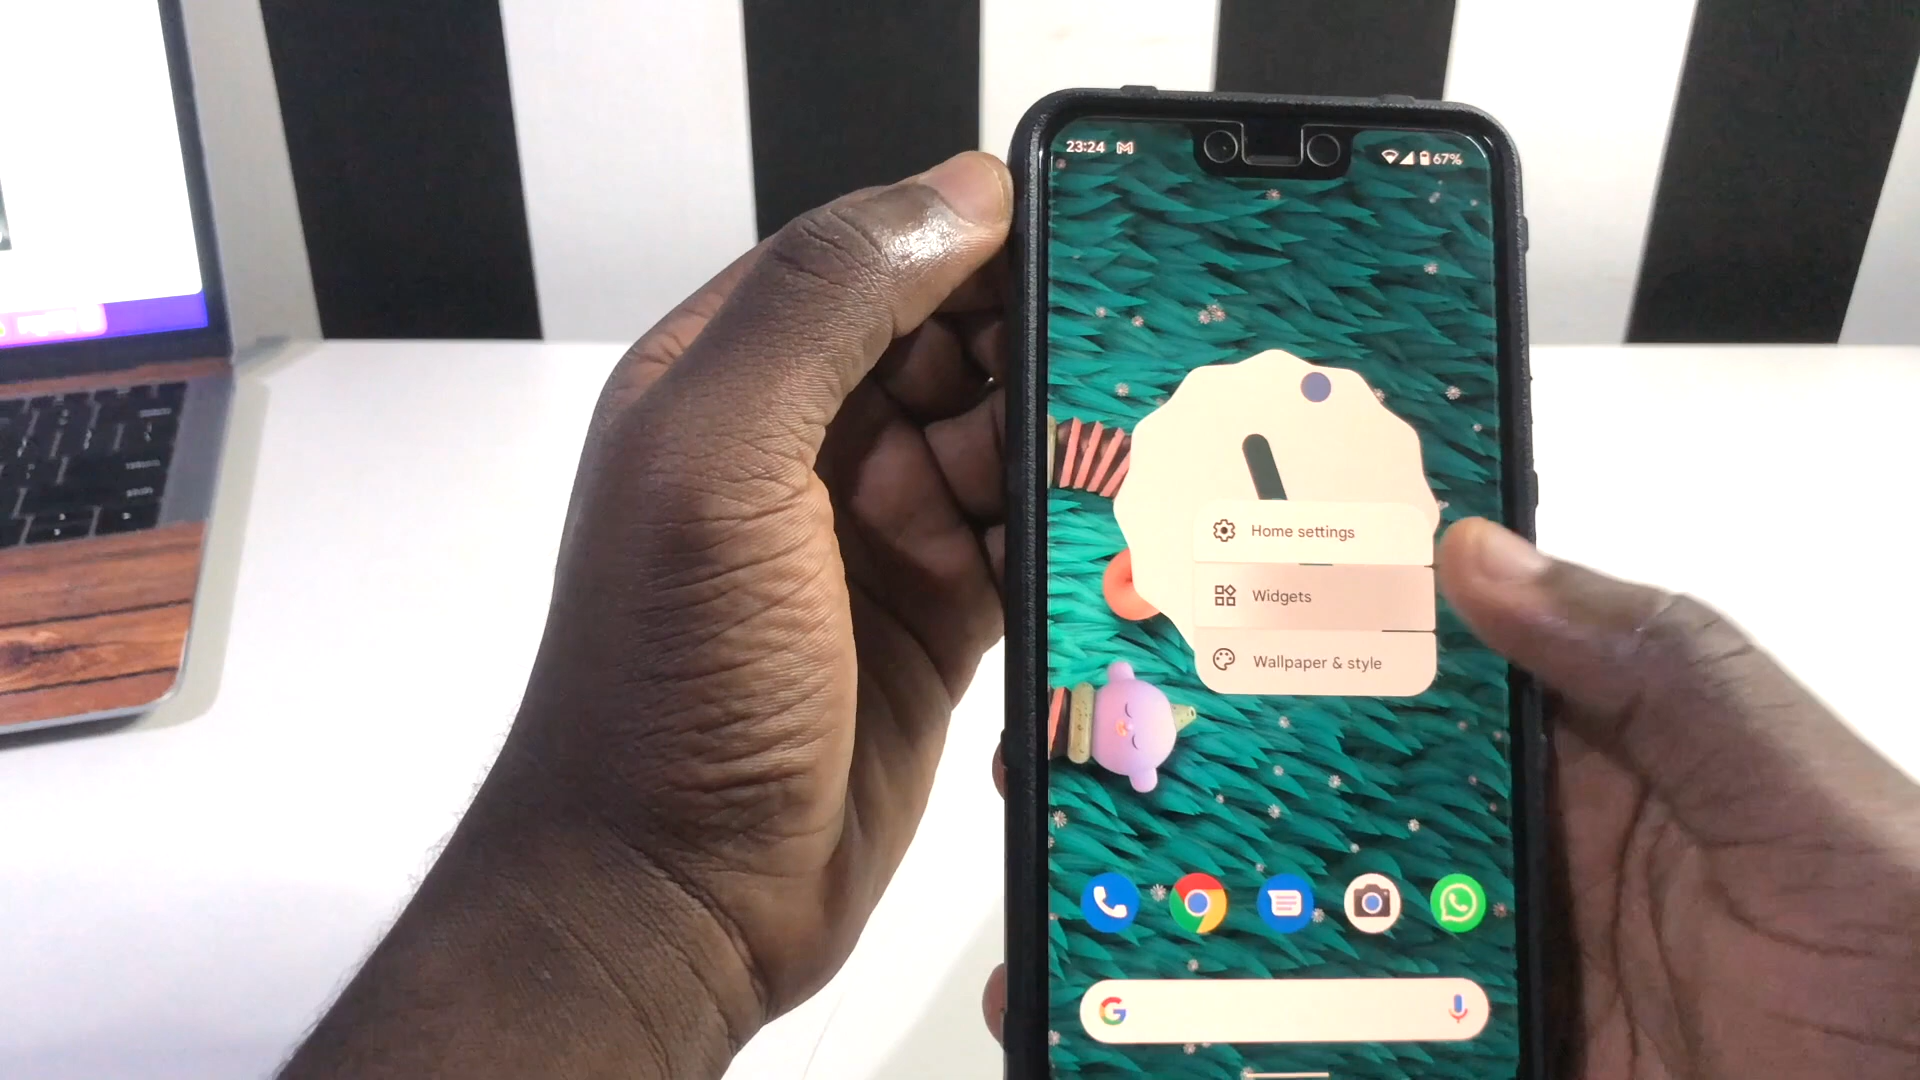 23:24
67%
Home settings
Widgets
Wallpaper & style